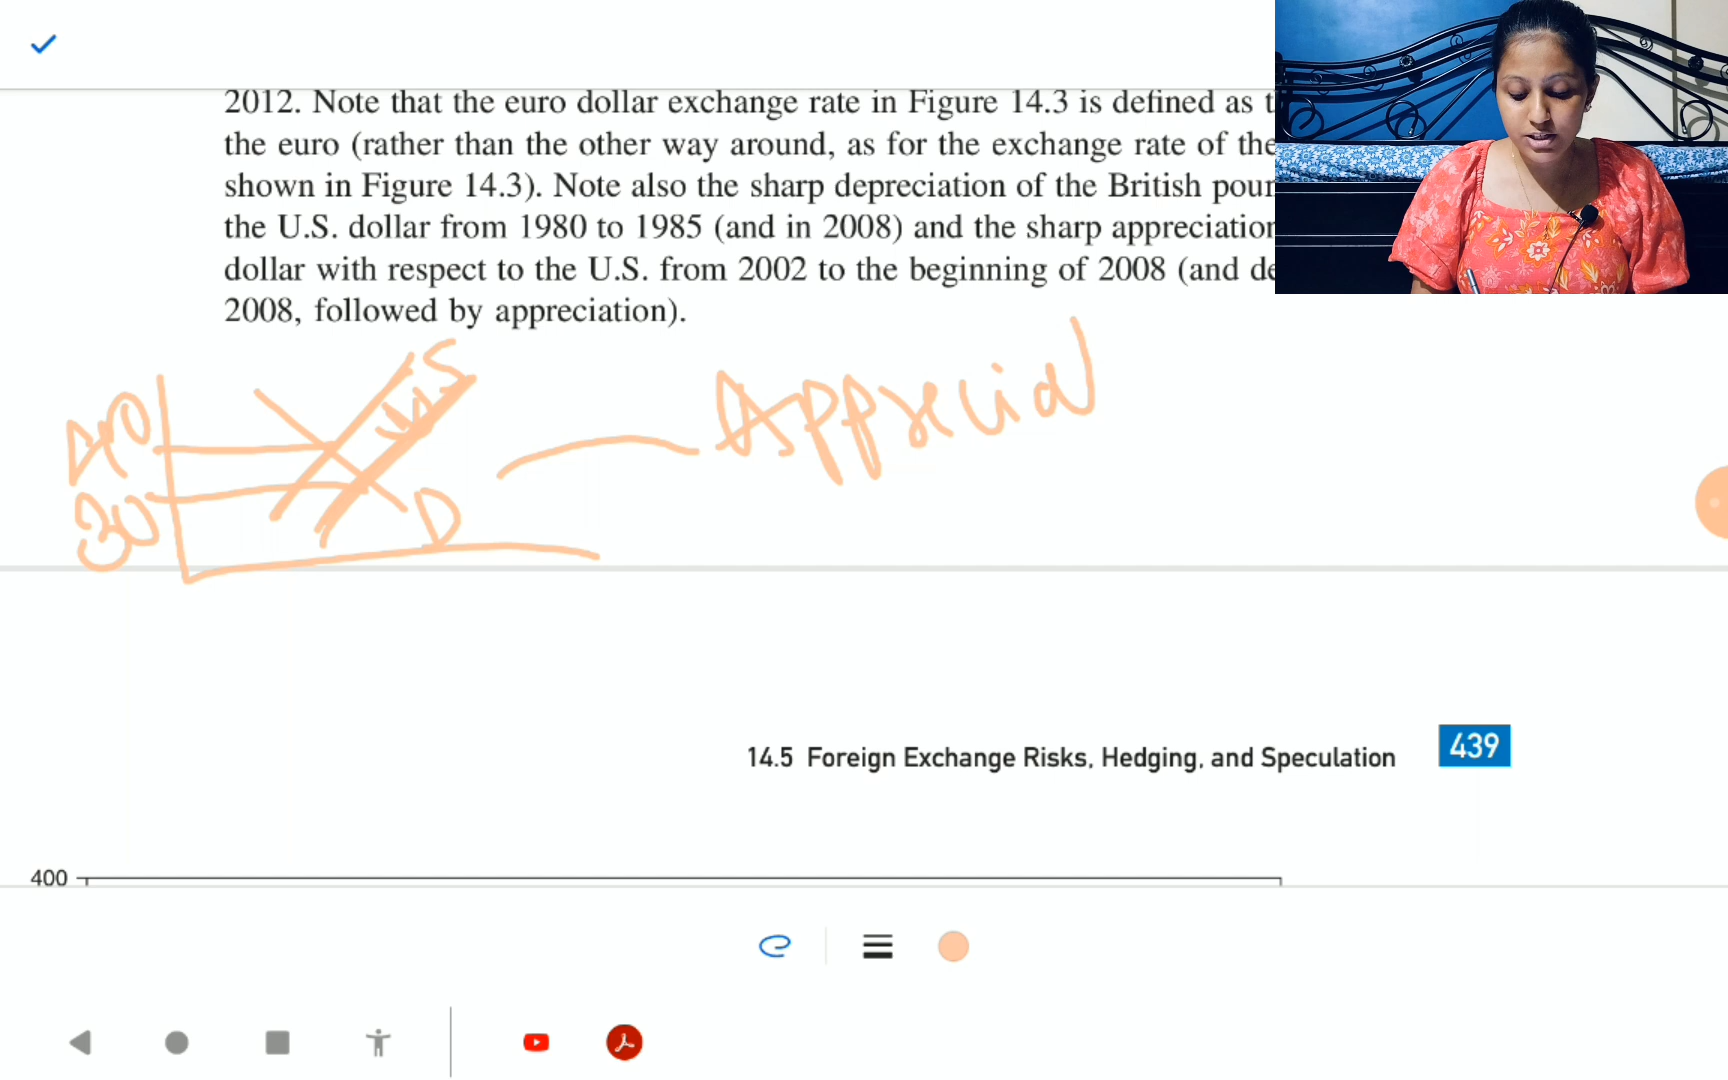 2012. Note that the euro dollar exchange rate in Figure 14.3 is defined as t
the euro (rather than the other way around, as for the exchange rate of the
shown in Figure 14.3). Note also the sharp depreciation of the British pour
the U.S. dollar from 1980 to 1985 (and in 2008) and the sharp appreciation
dollar with respect to the U.S. from 2002 to the beginning of 2008 (and de
2008, followed by appreciation).
S
40
Apprecial
30
D
14.5 Foreign Exchange Risks, Hedging, and Speculation 439
400